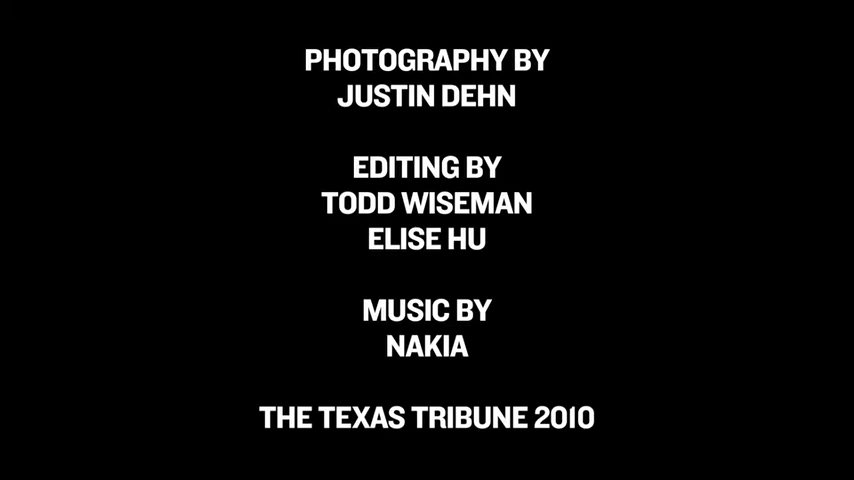 PHOTOGRAPHY BY
JUSTIN DEHN
EDITING BY
TODD WISEMAN
ELISE HU
MUSIC BY
NAKIA
THE TEXAS TRIBUNE 2010